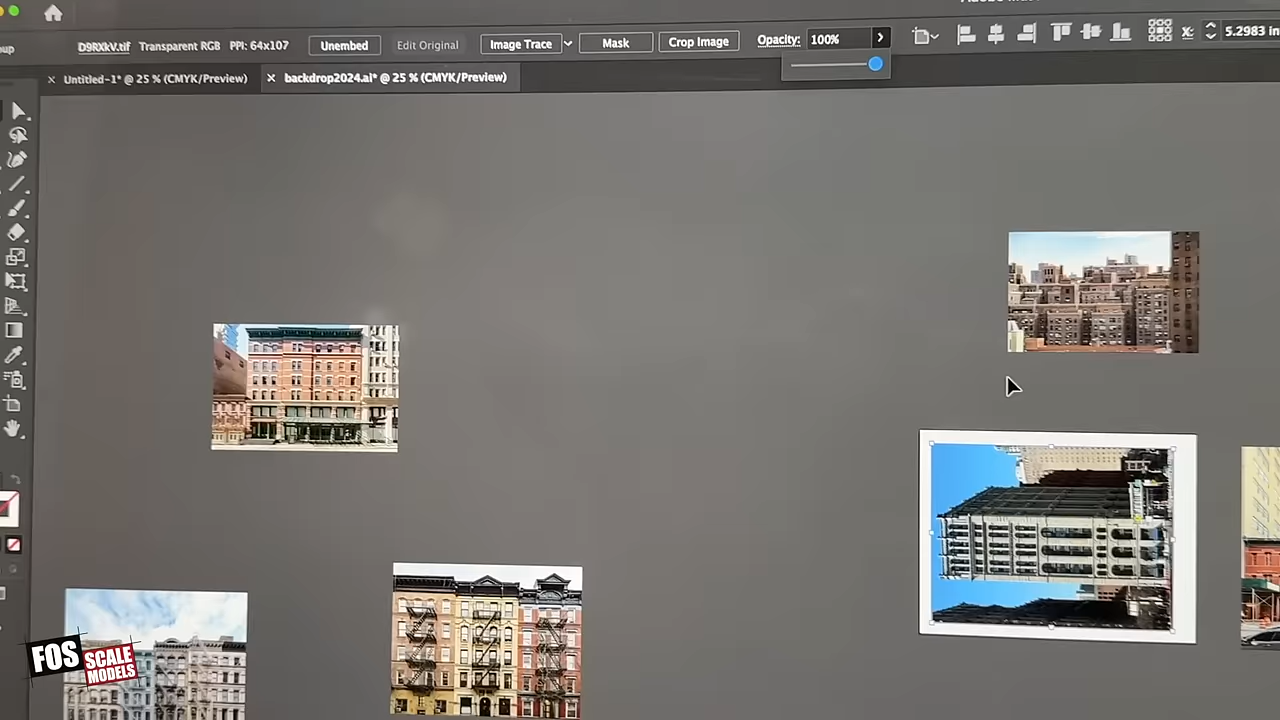 D9RXkV.tif Transparent RGB PPI: 64x107 Unembed Edit Original Image Trace Mask Crop Image Opacity: 100% X: 5.2983 in
× Untitled-1* @ 25 % (CMYK/Preview) × backdrop2024.ai* @ 25 % (CMYK/Preview)
FOS
SCALE
MODELS